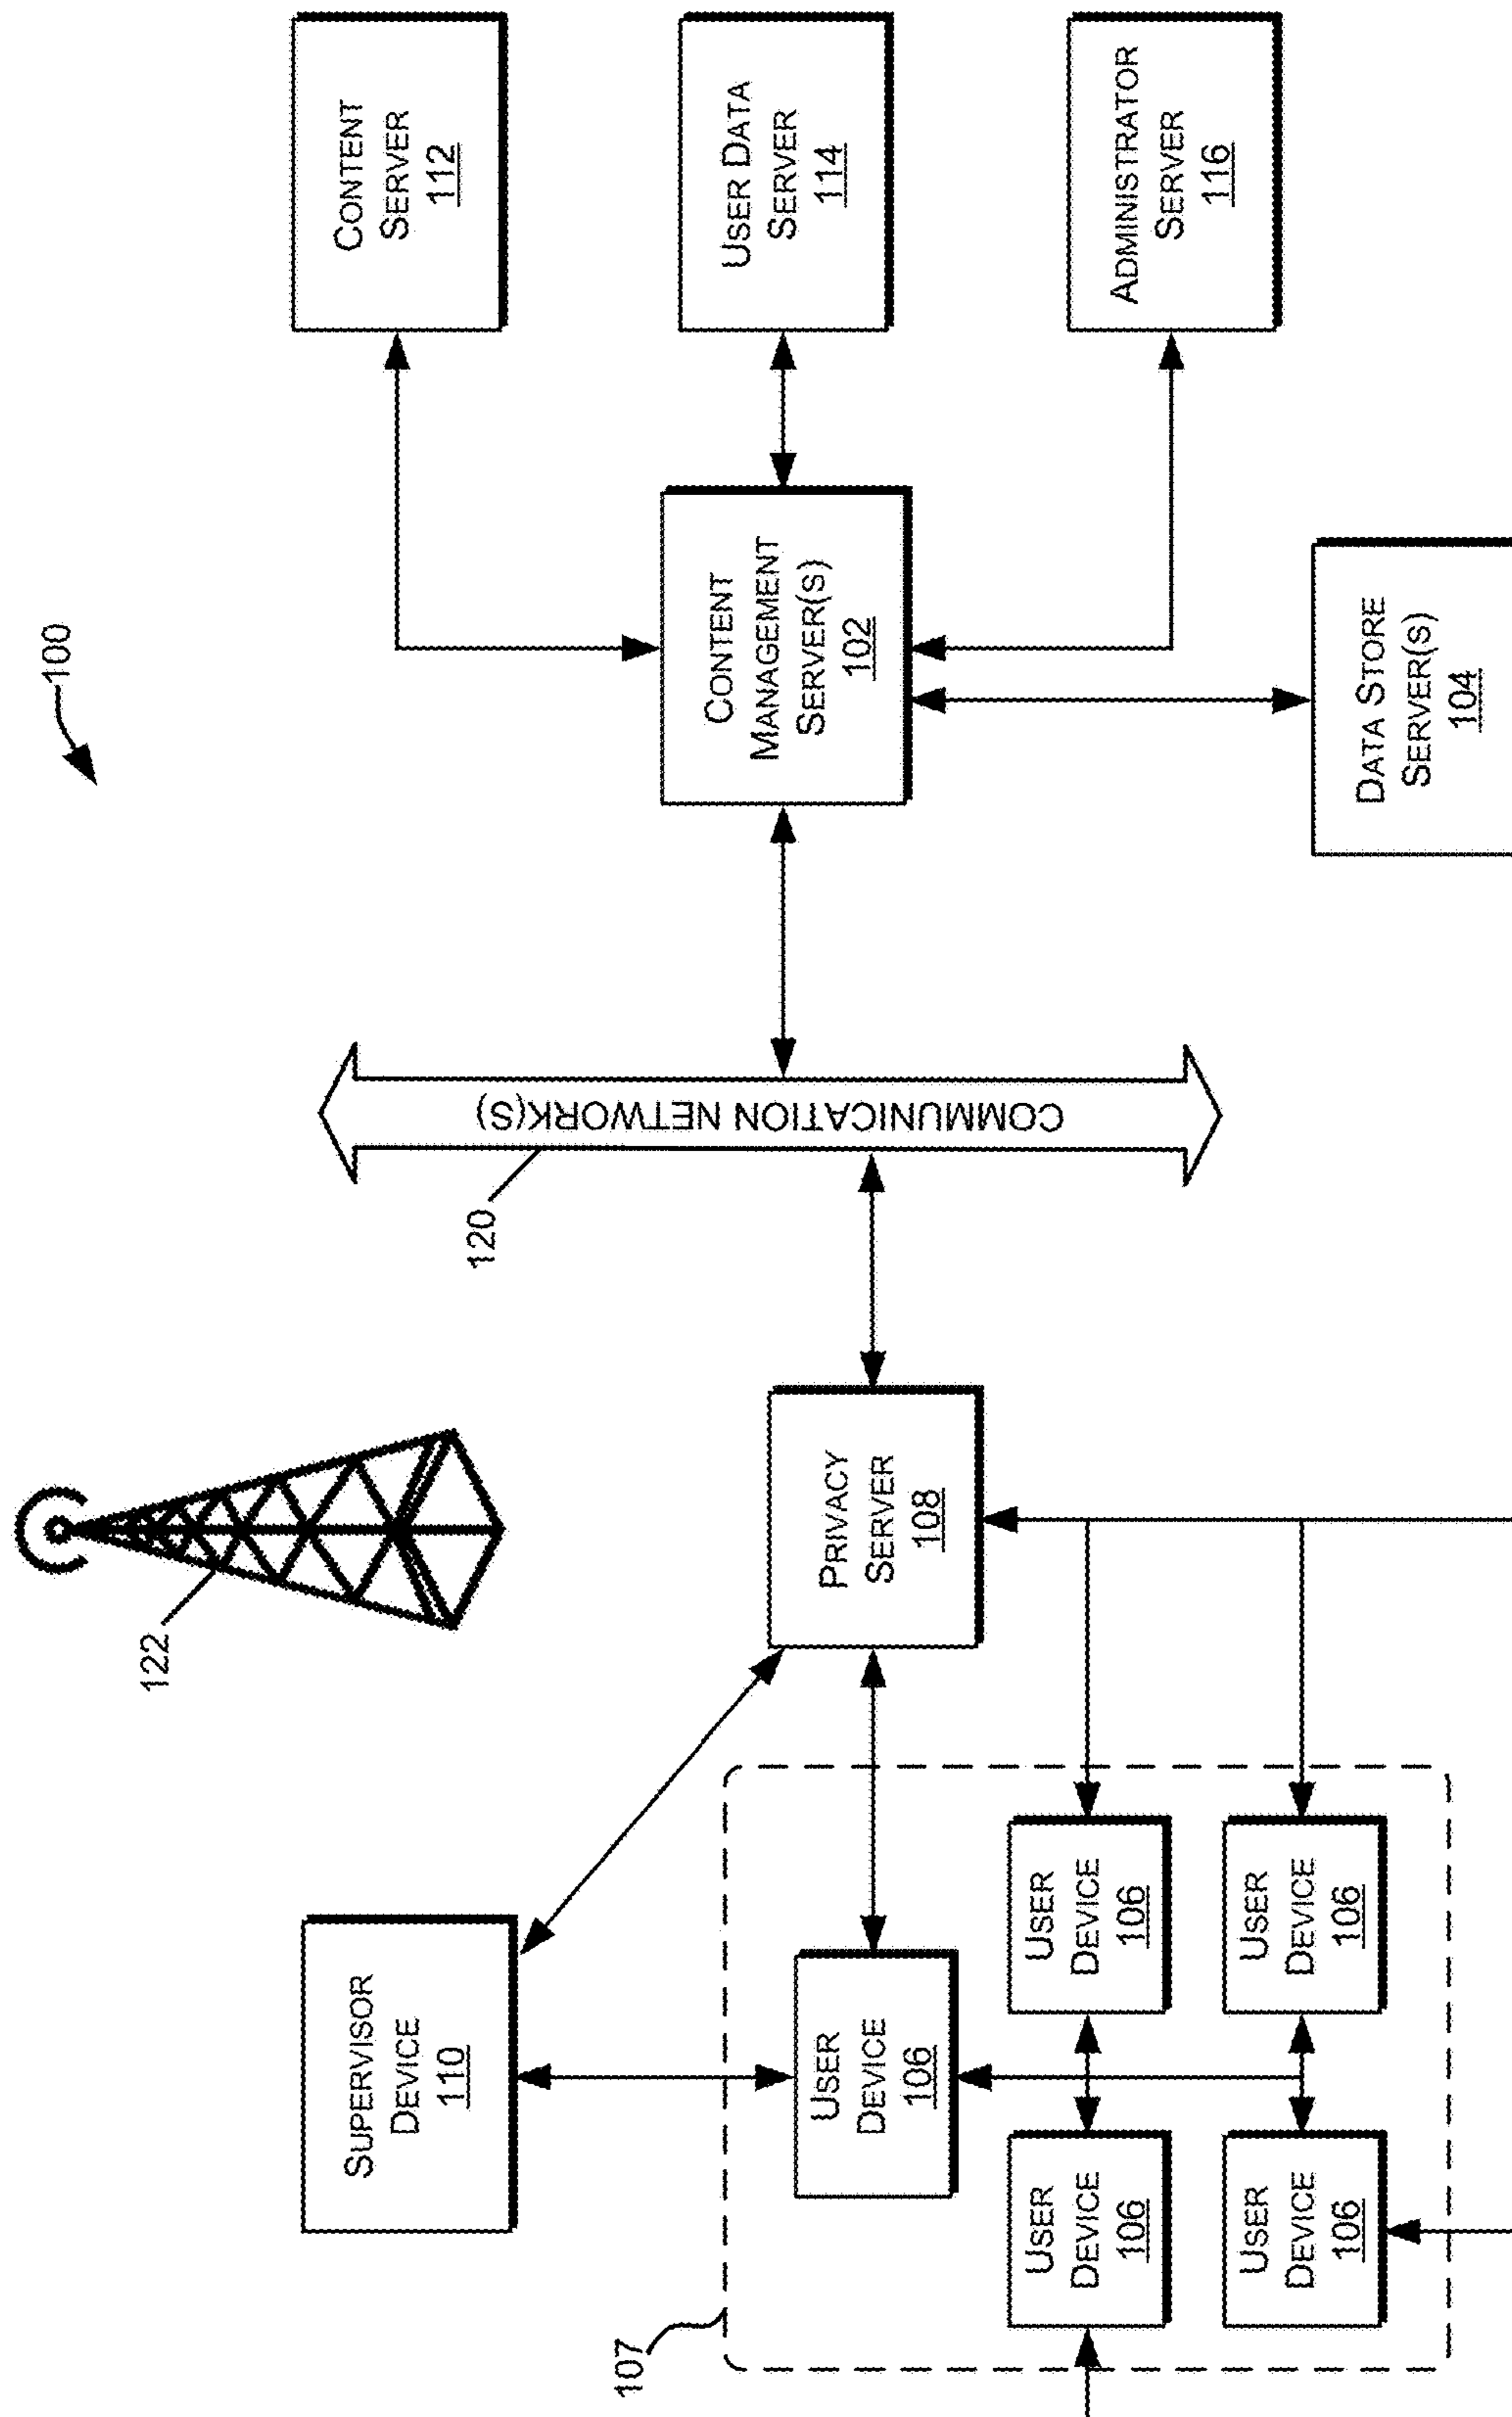 100
CONTENT
SERVER
112
USER DATA
SERVER
114
ADMINISTRATOR
SERVER
116
CONTENT
MANAGEMENT
SERVER(S)
102
DATA STORE
SERVER(S)
104
COMMUNICATION NETWORK(S)
120
122
PRIVACY
SERVER
108
SUPERVISOR
DEVICE
110
107
USER
DEVICE
106
USER
DEVICE
106
USER
DEVICE
106
USER
DEVICE
106
USER
DEVICE
106